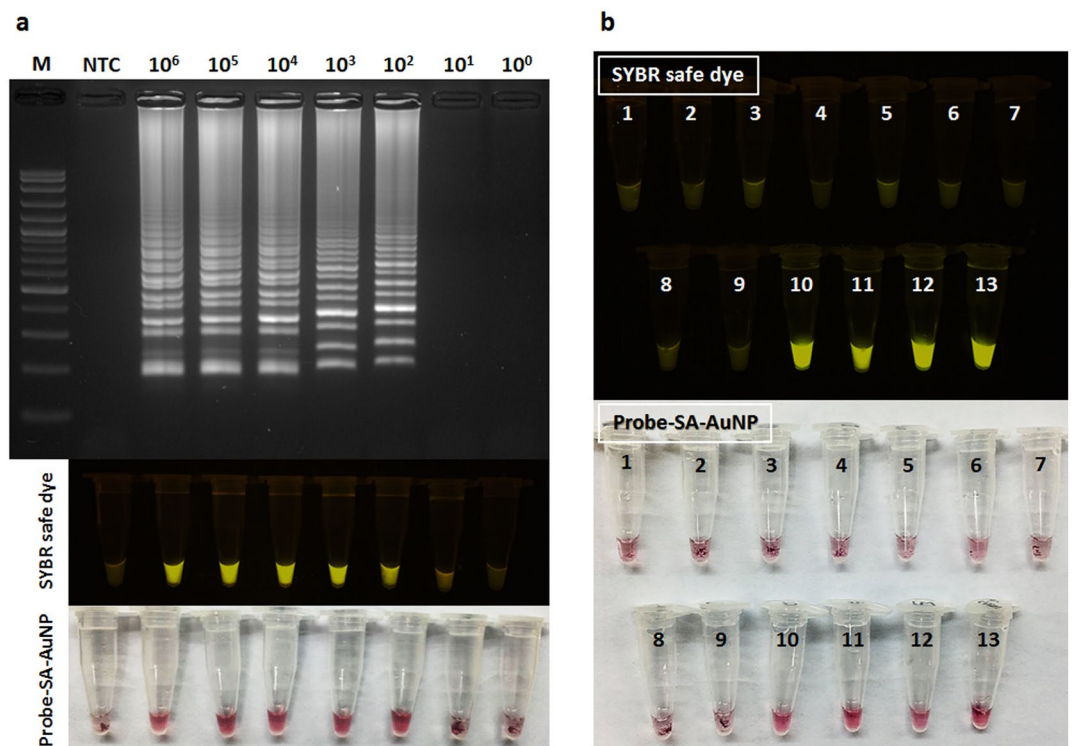 a
M NTC 10⁶ 10⁵ 10⁴ 10³ 10² 10¹ 10⁰
SYBR safe dye
Probe-SA-AuNP
b
SYBR safe dye
1 2 3 4 5 6 7
8 9 10 11 12 13
Probe-SA-AuNP
1 2 3 4 5 6 7
8 9 10 11 12 13